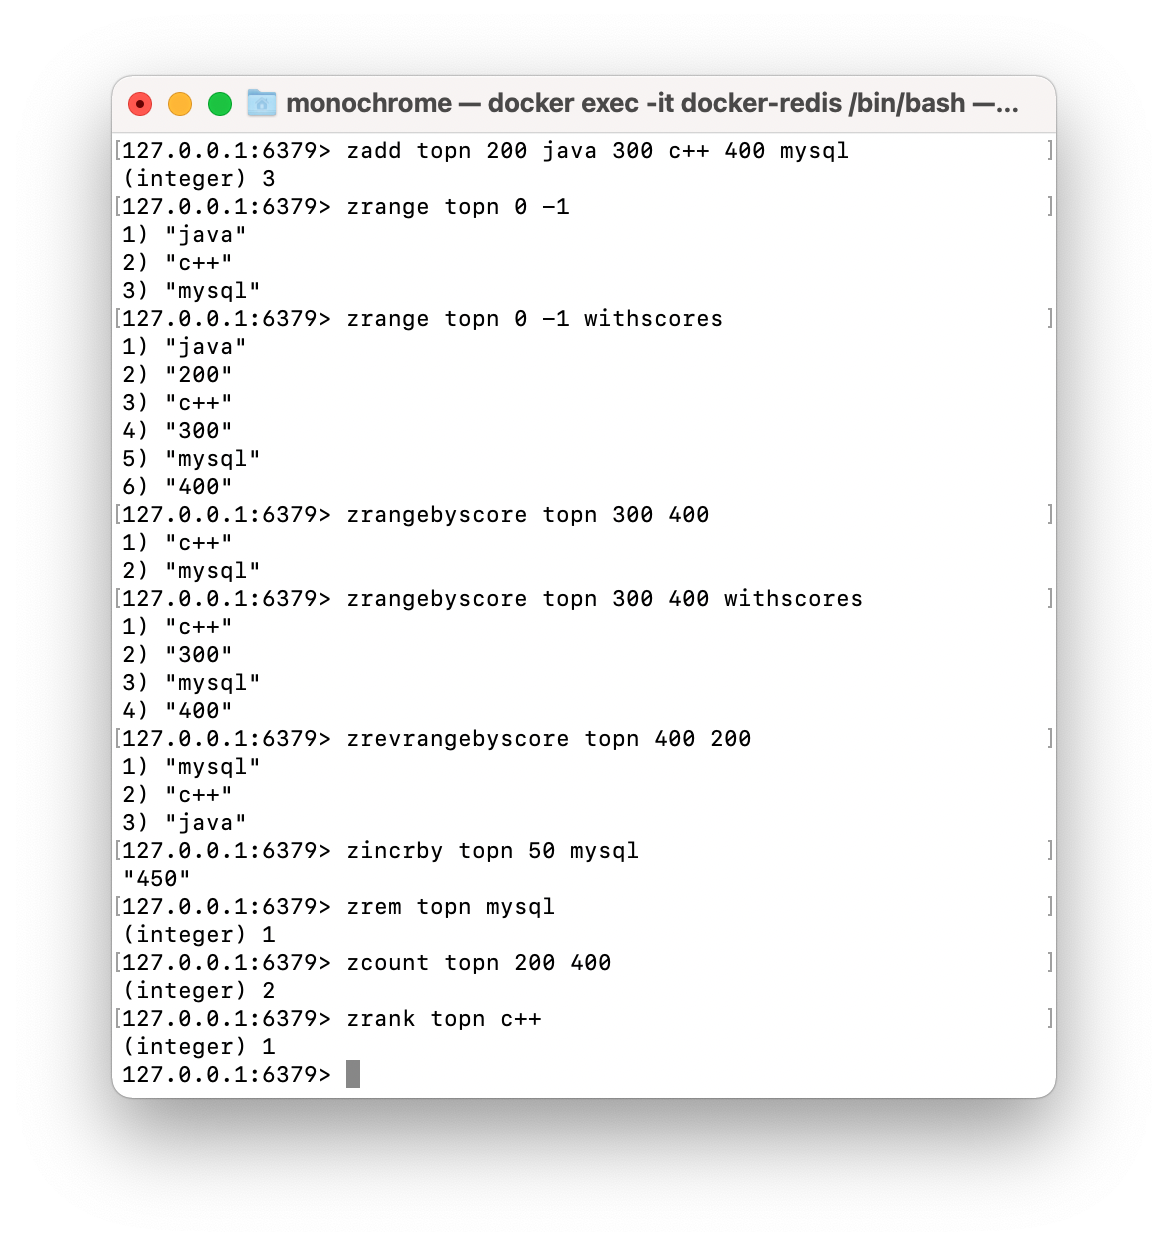 monochrome — docker exec -it docker-redis /bin/bash —...
[127.0.0.1:6379> zadd topn 200 java 300 c++ 400 mysql ]
(integer) 3
[127.0.0.1:6379> zrange topn 0 -1 ]
1) "java"
2) "c++"
3) "mysql"
[127.0.0.1:6379> zrange topn 0 -1 withscores ]
1) "java"
2) "200"
3) "c++"
4) "300"
5) "mysql"
6) "400"
[127.0.0.1:6379> zrangebyscore topn 300 400 ]
1) "c++"
2) "mysql"
[127.0.0.1:6379> zrangebyscore topn 300 400 withscores ]
1) "c++"
2) "300"
3) "mysql"
4) "400"
[127.0.0.1:6379> zrevrangebyscore topn 400 200 ]
1) "mysql"
2) "c++"
3) "java"
[127.0.0.1:6379> zincrby topn 50 mysql ]
"450"
[127.0.0.1:6379> zrem topn mysql ]
(integer) 1
[127.0.0.1:6379> zcount topn 200 400 ]
(integer) 2
[127.0.0.1:6379> zrank topn c++ ]
(integer) 1
127.0.0.1:6379>